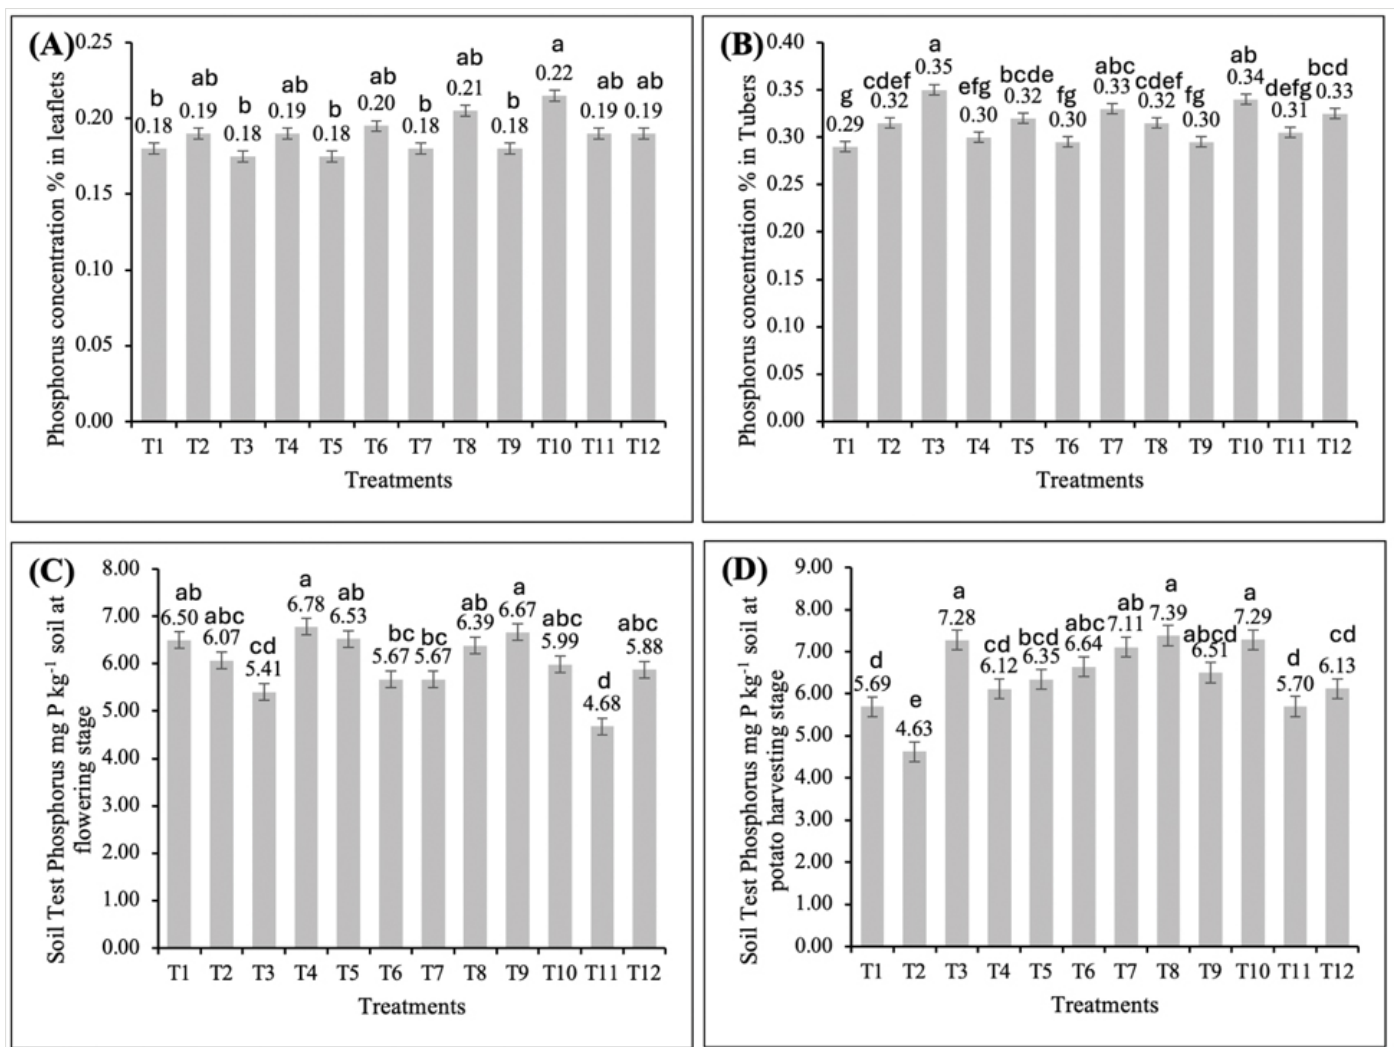 (A)
Phosphorus concentration % in leaflets
0.25
0.20
0.15
0.10
0.05
0.00
b ab b ab b ab b ab b a ab ab
0.18 0.19 0.18 0.19 0.18 0.20 0.18 0.21 0.18 0.22 0.19 0.19
T1 T2 T3 T4 T5 T6 T7 T8 T9 T10 T11 T12
Treatments
(B)
Phosphorus concentration % in Tubers
0.40
0.35
0.30
0.25
0.20
0.15
0.10
0.05
0.00
g cdef a efg bcde fg abc cdef fg ab defg bcd
0.29 0.32 0.35 0.30 0.32 0.30 0.33 0.32 0.30 0.34 0.31 0.33
T1 T2 T3 T4 T5 T6 T7 T8 T9 T10 T11 T12
Treatments
(C)
Soil Test Phosphorus mg P kg⁻¹ soil at
flowering stage
8.00
7.00
6.00
5.00
4.00
3.00
2.00
1.00
0.00
ab abc cd a ab bc bc ab a abc d abc
6.50 6.07 5.41 6.78 6.53 5.67 5.67 6.39 6.67 5.99 4.68 5.88
T1 T2 T3 T4 T5 T6 T7 T8 T9 T10 T11 T12
Treatments
(D)
Soil Test Phosphorus mg P kg⁻¹ soil at
potato harvesting stage
9.00
8.00
7.00
6.00
5.00
4.00
3.00
2.00
1.00
0.00
d e a cd bcd abc ab a abcd a d cd
5.69 4.63 7.28 6.12 6.35 6.64 7.11 7.39 6.51 7.29 5.70 6.13
T1 T2 T3 T4 T5 T6 T7 T8 T9 T10 T11 T12
Treatments